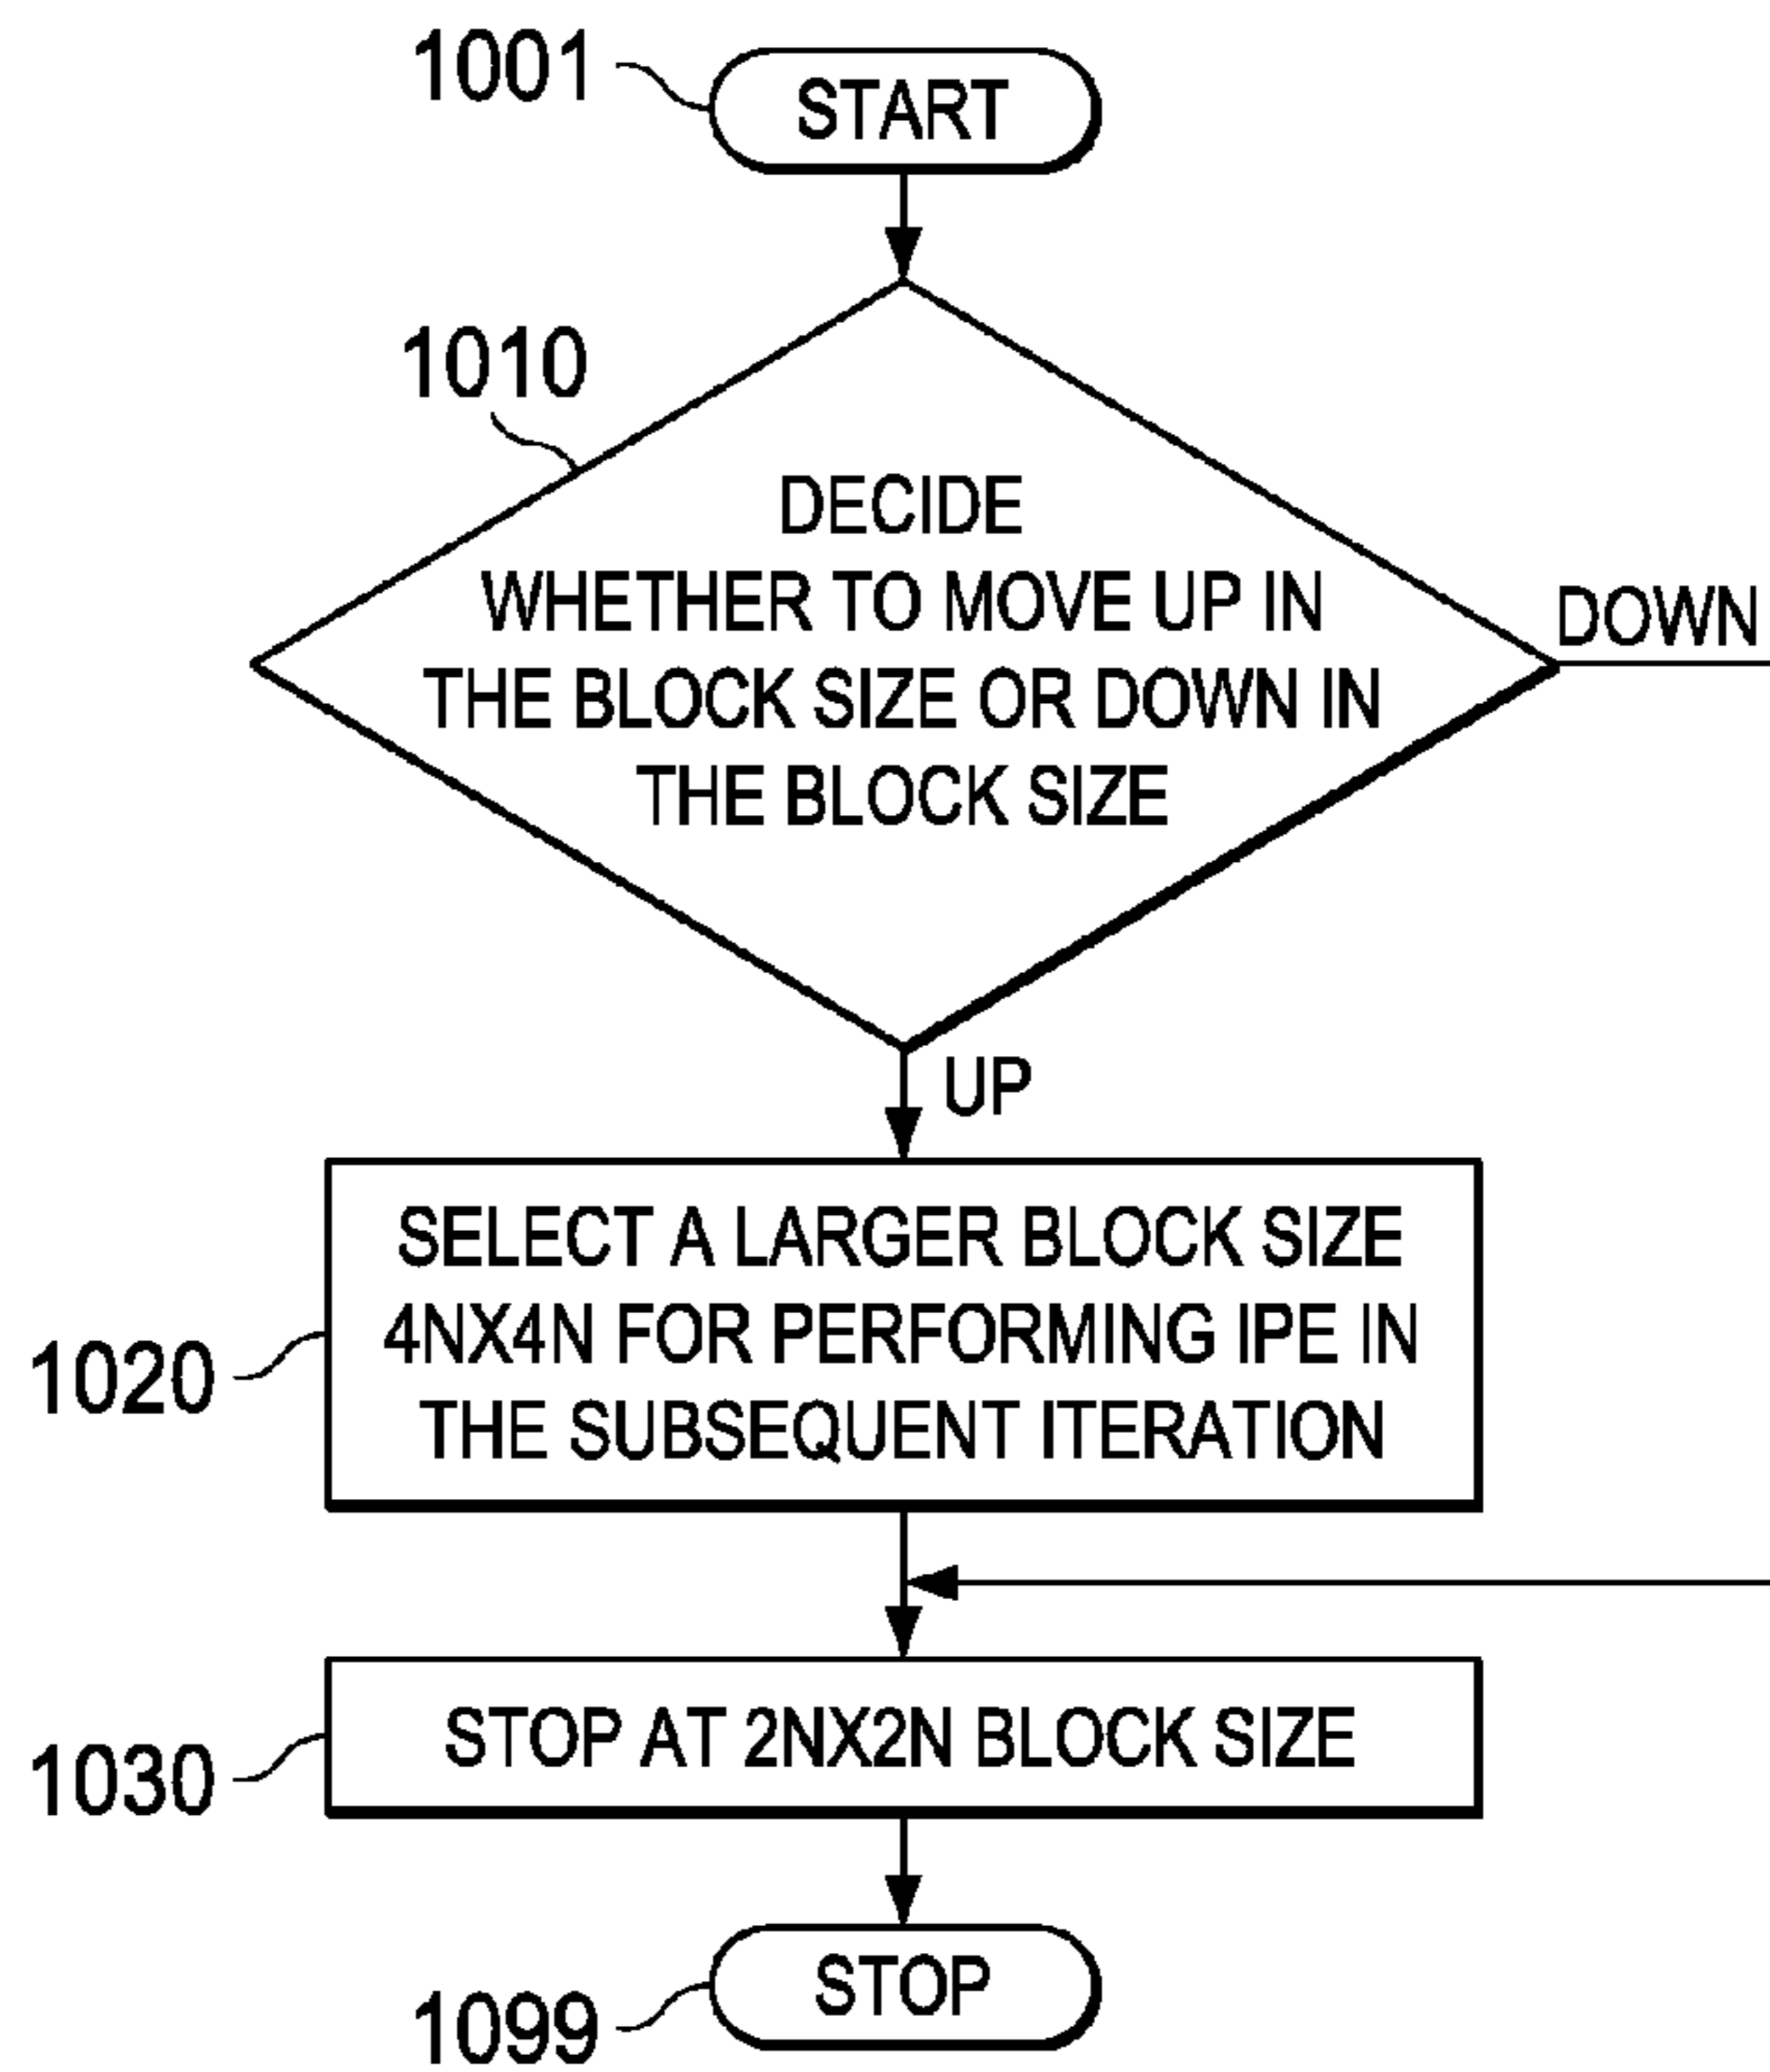 1001
START
1010
DECIDE
WHETHER TO MOVE UP IN
THE BLOCK SIZE OR DOWN IN
THE BLOCK SIZE
DOWN
UP
1020
SELECT A LARGER BLOCK SIZE
4NX4N FOR PERFORMING IPE IN
THE SUBSEQUENT ITERATION
1030
STOP AT 2NX2N BLOCK SIZE
1099
STOP